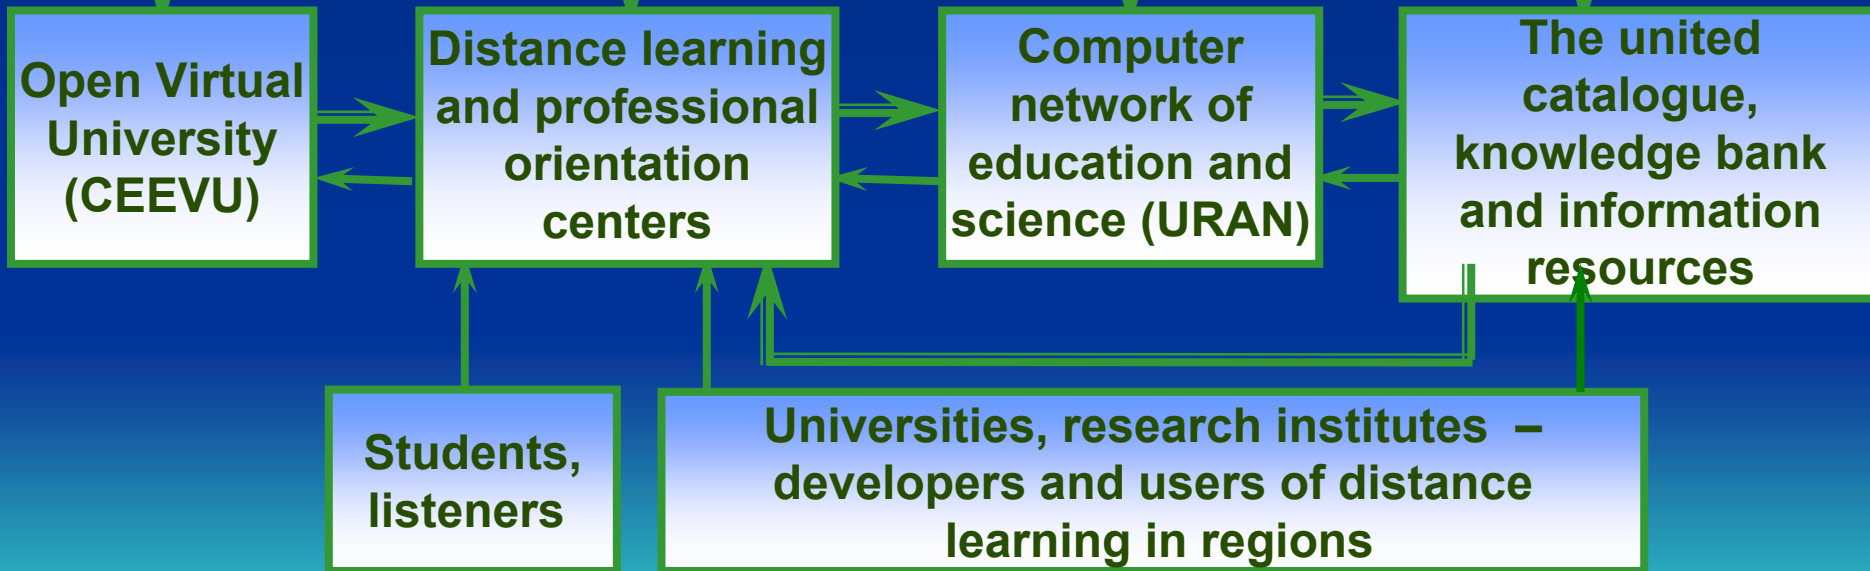 Open Virtual
University
(CEEVU)
Distance learning
and professional
orientation
centers
Computer
network of
education and
science (URAN)
The united
catalogue,
knowledge bank
and information
resources
Students,
listeners
Universities, research institutes –
developers and users of distance
learning in regions